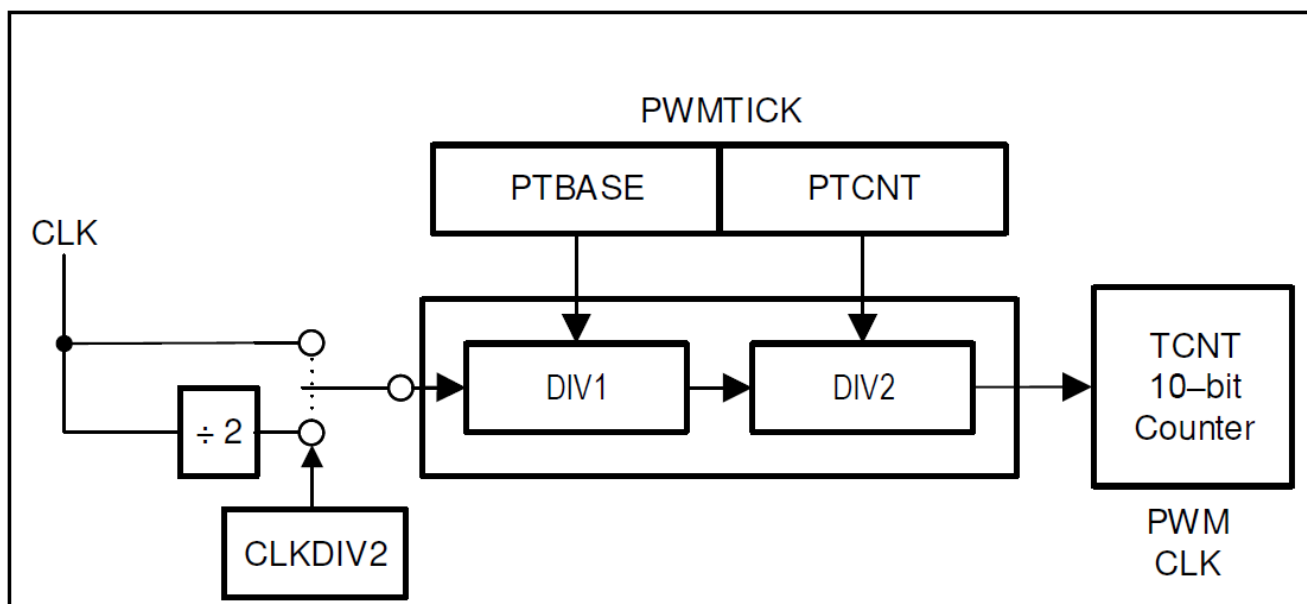 PWMTICK
PTBASE
PTCNT
CLK
DIV1
DIV2
TCNT
10–bit
Counter
÷ 2
CLKDIV2
PWM
CLK